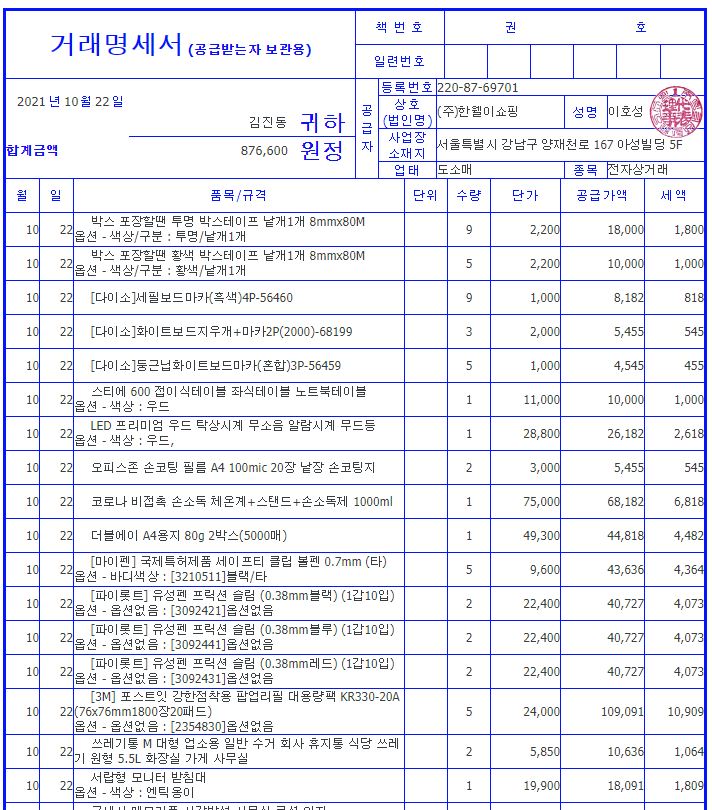 거래명세서 (공급받는자 보관용)
책 번 호 권 호
일련번호
2021 년 10 월 22 일
김진동 귀하
합계금액 876,600 원정
공급자
등록번호 220-87-69701
상호 (법인명) (주)한웰이쇼핑 성명 이호성
사업장 소재지 서울특별시 강남구 양재천로 167 아성빌딩 5F
업태 도소매 종목 전자상거래
월 일 품목/규격 단위 수량 단가 공급가액 세액
10 22 박스 포장할땐 투명 박스테이프 낱개1개 8mmx80M 9 2,200 18,000 1,800
옵션 - 색상/구분 : 투명/낱개1개
10 22 박스 포장할땐 황색 박스테이프 낱개1개 8mmx80M 5 2,200 10,000 1,000
옵션 - 색상/구분 : 황색/낱개1개
10 22 [다이소]세필보드마카(흑색)4P-56460 9 1,000 8,182 818
10 22 [다이소]화이트보드지우개+마카2P(2000)-68199 3 2,000 5,455 545
10 22 [다이소]둥근닙화이트보드마카(혼합)3P-56459 5 1,000 4,545 455
10 22 스티에 600 접이식테이블 좌식테이블 노트북테이블 1 11,000 10,000 1,000
옵션 - 색상 : 우드
10 22 LED 프리미엄 우드 탁상시계 무소음 알람시계 무드등 1 28,800 26,182 2,618
옵션 - 색상 : 우드,
10 22 오피스존 손코팅 필름 A4 100mic 20장 낱장 손코팅지 2 3,000 5,455 545
10 22 코로나 비접촉 손소독 체온계+스탠드+손소독제 1000ml 1 75,000 68,182 6,818
10 22 더블에이 A4용지 80g 2박스(5000매) 1 49,300 44,818 4,482
10 22 [마이펜] 국제특허제품 세이프티 클립 볼펜 0.7mm (타) 5 9,600 43,636 4,364
옵션 - 바디색상 : [3210511]블랙/타
10 22 [파이롯트] 유성펜 프릭션 슬림 (0.38mm블랙) (1갑10입) 2 22,400 40,727 4,073
옵션 - 옵션없음 : [3092421]옵션없음
10 22 [파이롯트] 유성펜 프릭션 슬림 (0.38mm블루) (1갑10입) 2 22,400 40,727 4,073
옵션 - 옵션없음 : [3092441]옵션없음
10 22 [파이롯트] 유성펜 프릭션 슬림 (0.38mm레드) (1갑10입) 2 22,400 40,727 4,073
옵션 - 옵션없음 : [3092431]옵션없음
10 22 [3M] 포스트잇 강한점착용 팝업리필 대용량팩 KR330-20A 5 24,000 109,091 10,909
(76x76mm1800장20패드)
옵션 - 옵션없음 : [2354830]옵션없음
10 22 쓰레기통 M 대형 업소용 일반 수거 회사 휴지통 식당 쓰레 2 5,850 10,636 1,064
기 원형 5.5L 화장실 가게 사무실
10 22 서랍형 모니터 받침대 1 19,900 18,091 1,809
옵션 - 색상 : 엔틱옹이